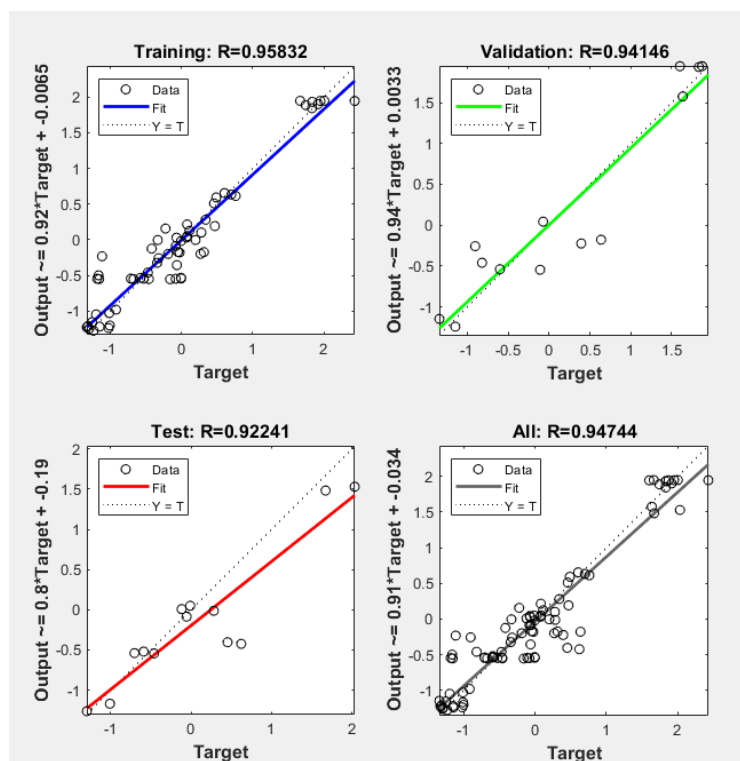 Training: R=0.95832
Data
Fit
Y = T
Output ~= 0.92*Target + -0.0065
2
1.5
1
0.5
0
-0.5
-1
-1 0 1 2
Target
Validation: R=0.94146
Data
Fit
Y = T
Output ~= 0.94*Target + 0.0033
1.5
1
0.5
0
-0.5
-1
-1 -0.5 0 0.5 1 1.5
Target
Test: R=0.92241
Data
Fit
Y = T
Output ~= 0.8*Target + -0.19
2
1.5
1
0.5
0
-0.5
-1
-1 0 1 2
Target
All: R=0.94744
Data
Fit
Y = T
Output ~= 0.91*Target + -0.034
2
1.5
1
0.5
0
-0.5
-1
-1 0 1 2
Target